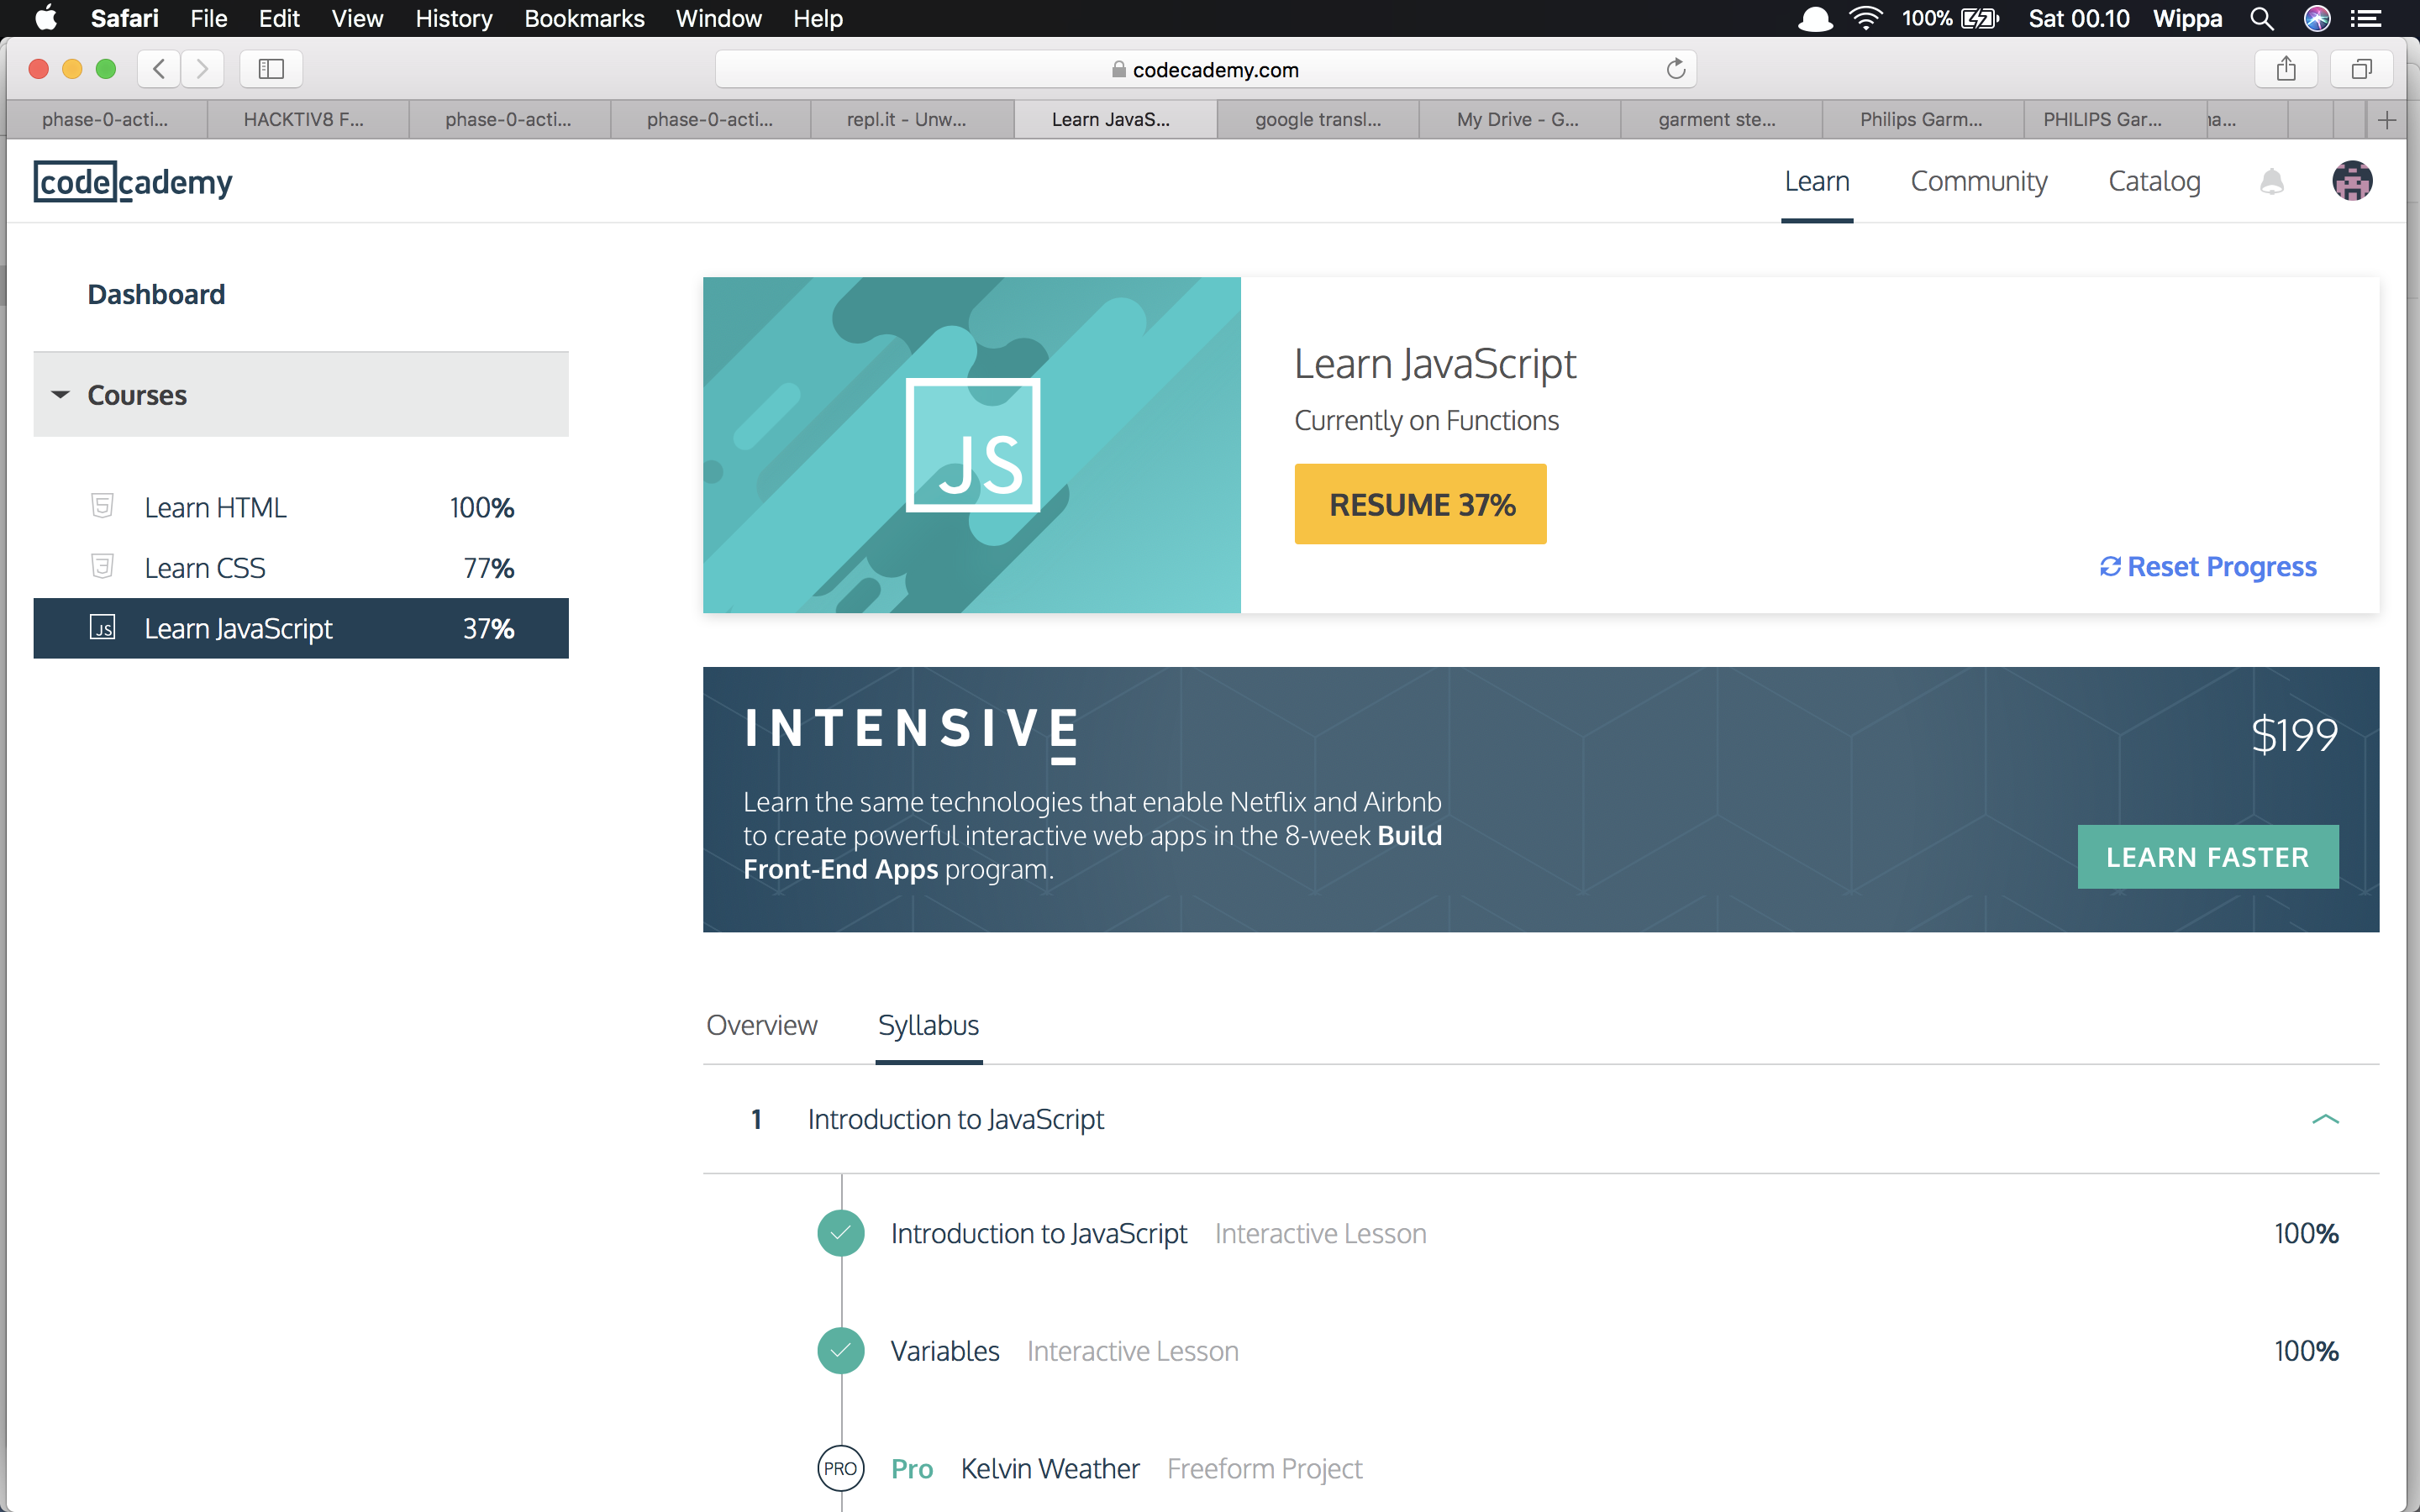 Safari File Edit View History Bookmarks Window Help 100% Sat 00.10 Wippa
codecademy.com
phase-0-acti... HACKTIV8 F... phase-0-acti... phase-0-acti... repl.it - Unw... Learn JavaS... google transl... My Drive - G... garment ste... Philips Garm... PHILIPS Gar...
codecademy Learn Community Catalog
Dashboard
Courses
Learn HTML 100%
Learn CSS 77%
JS Learn JavaScript 37%
JS
Learn JavaScript
Currently on Functions
RESUME 37%
Reset Progress
INTENSIVE
$199
Learn the same technologies that enable Netflix and Airbnb
to create powerful interactive web apps in the 8-week Build
Front-End Apps program.
LEARN FASTER
Overview Syllabus
1 Introduction to JavaScript
Introduction to JavaScript Interactive Lesson 100%
Variables Interactive Lesson 100%
PRO Pro Kelvin Weather Freeform Project